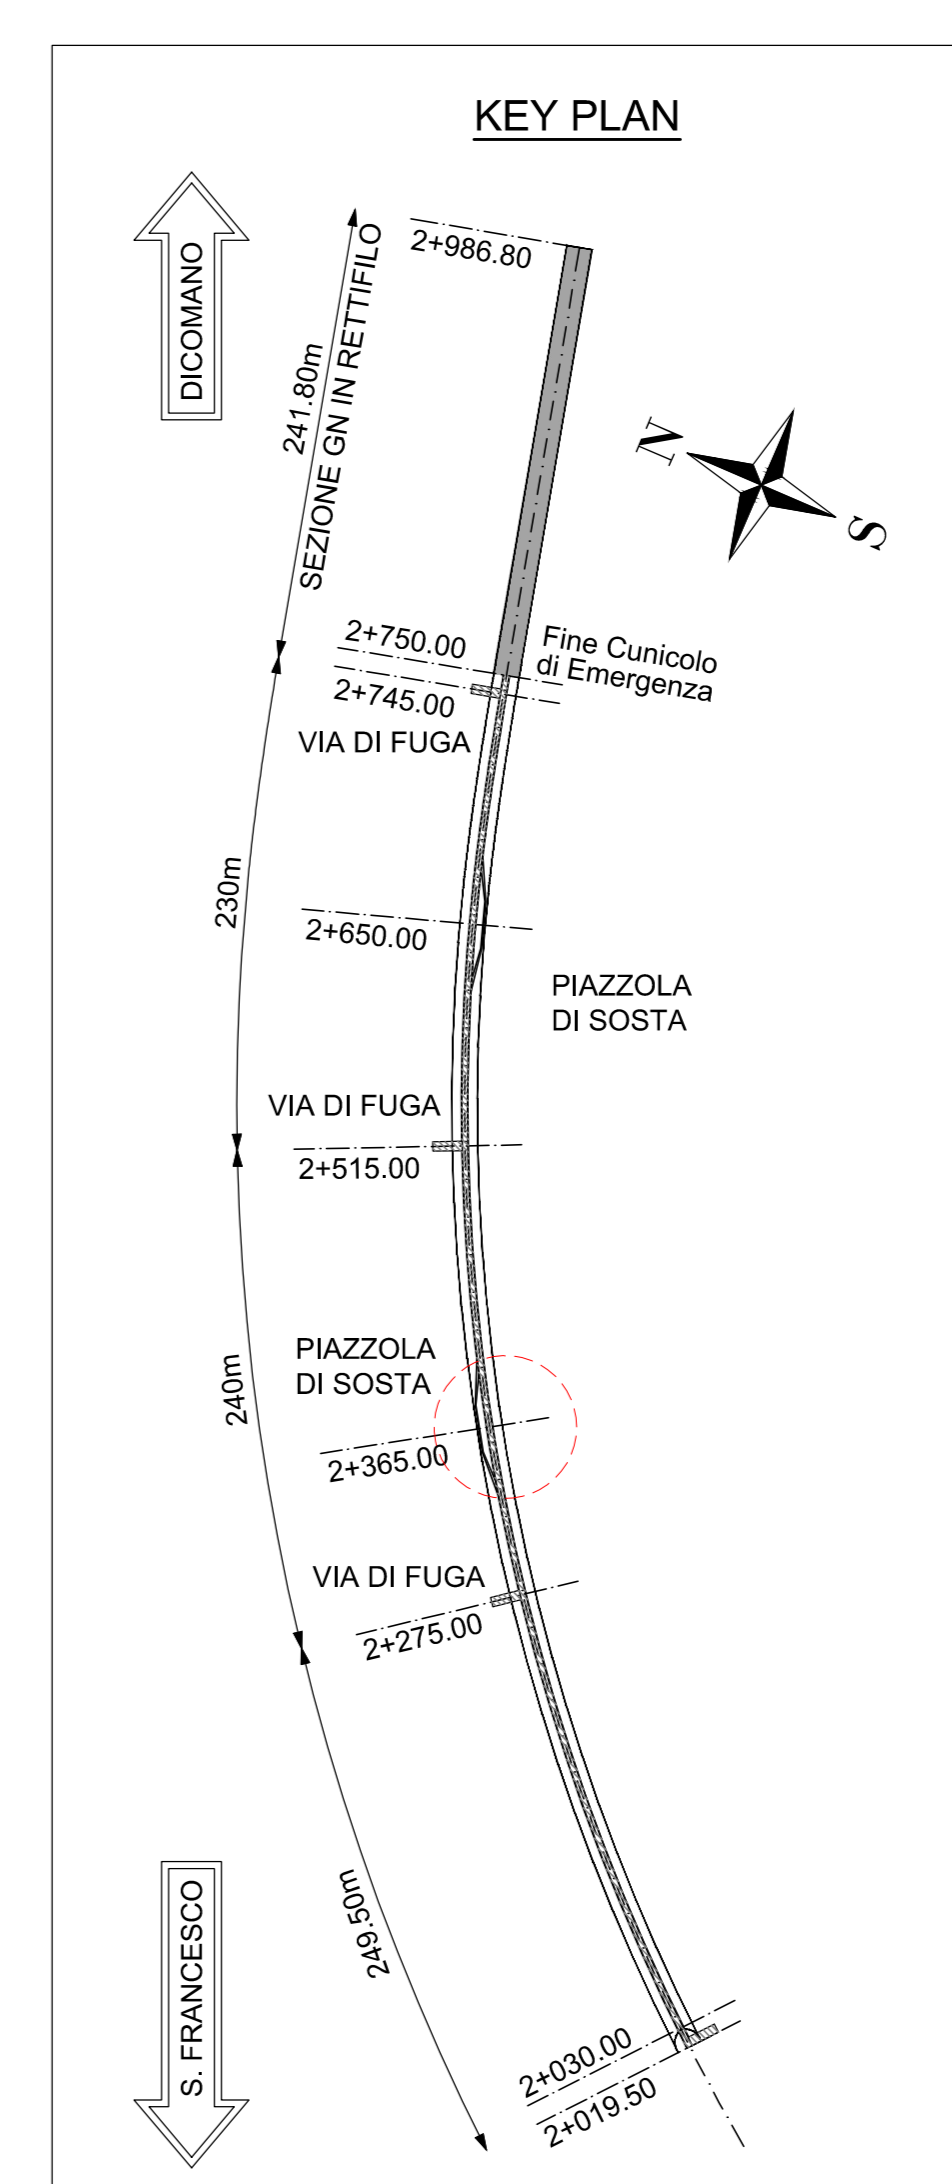 KEY PLAN
DICOMANO
2+986.80
241.80m
SEZIONE GN IN RETTIFILO
N
S
2+750.00
Fine Cunicolo
di Emergenza
2+745.00
VIA DI FUGA
230m
2+650.00
PIAZZOLA
DI SOSTA
VIA DI FUGA
2+515.00
PIAZZOLA
DI SOSTA
240m
2+365.00
VIA DI FUGA
2+275.00
249.50m
S. FRANCESCO
2+030.00
2+019.50